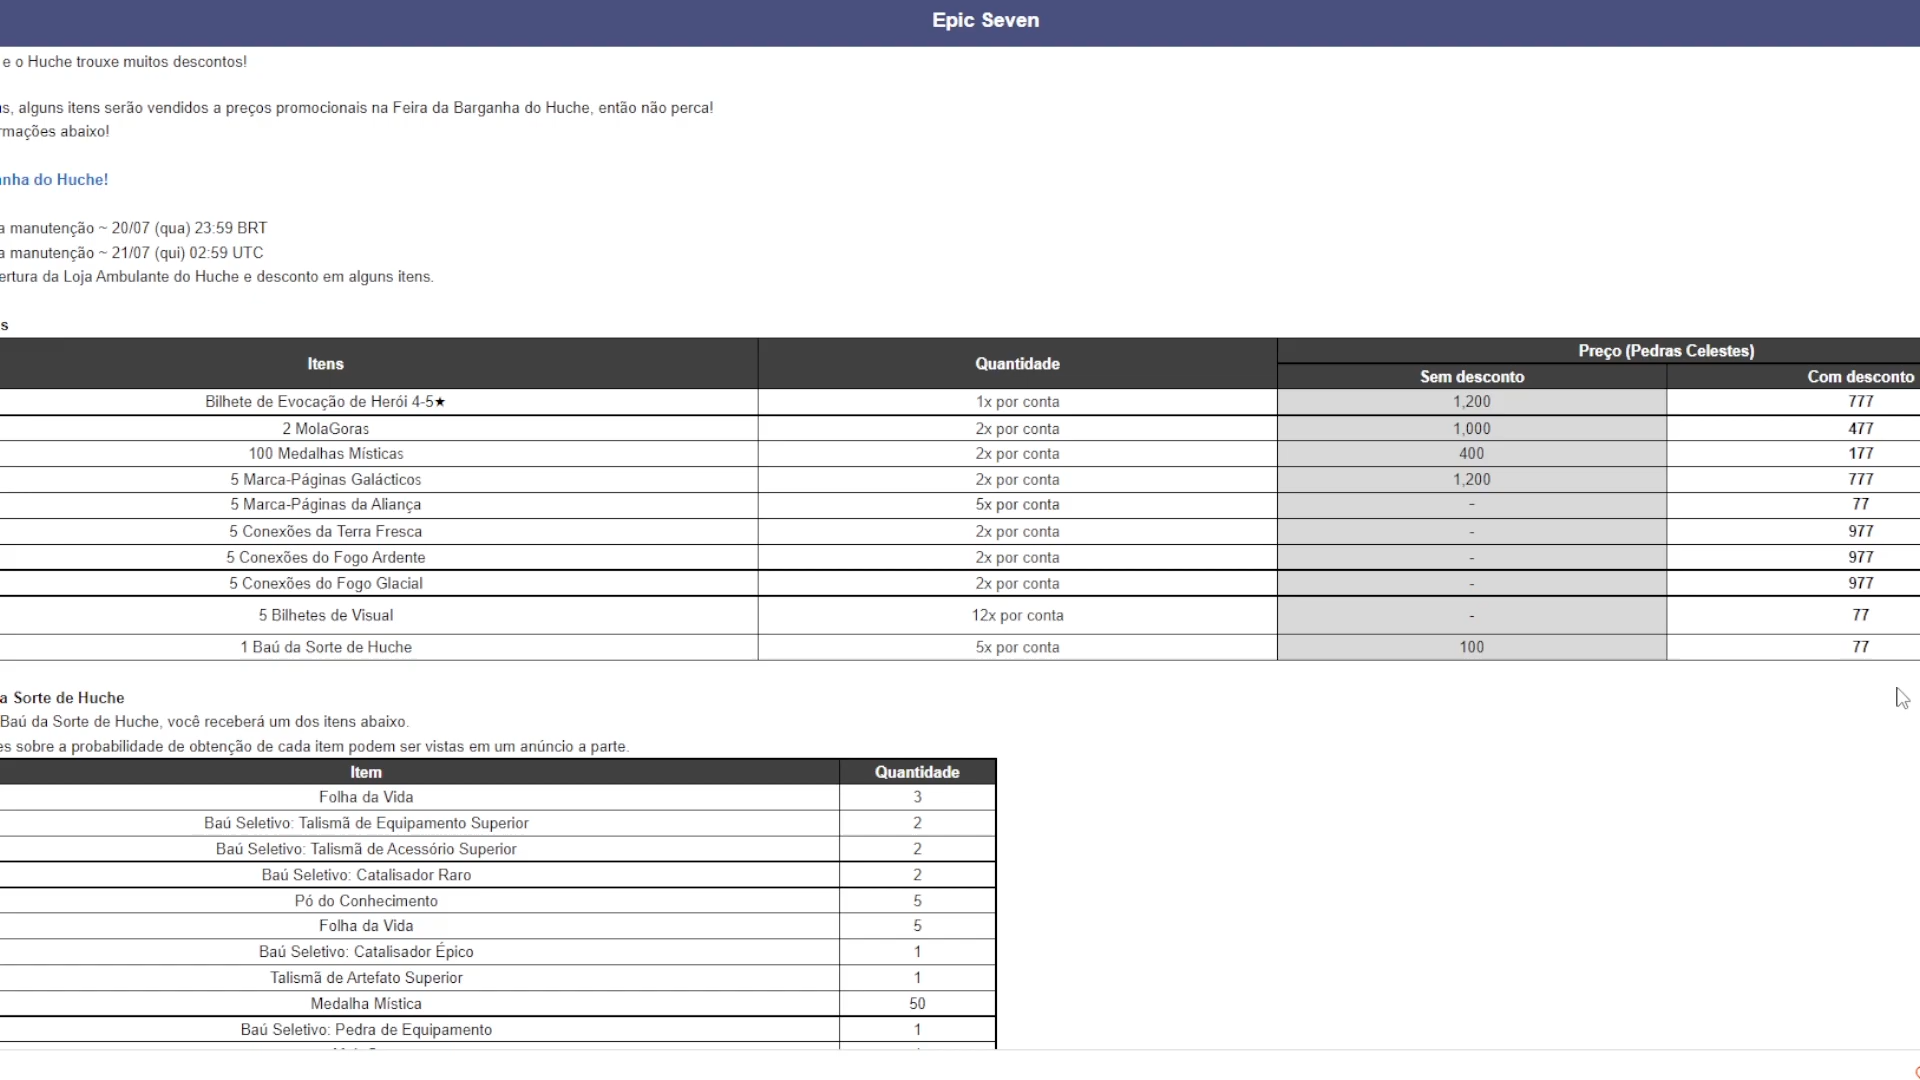 Epic Seven
e o Huche trouxe muitos descontos!
s, alguns itens serão vendidos a preços promocionais na Feira da Barganha do Huche, então não perca!
rmações abaixo!
nha do Huche!
a manutenção ~ 20/07 (qua) 23:59 BRT
a manutenção ~ 21/07 (qui) 02:59 UTC
ertura da Loja Ambulante do Huche e desconto em alguns itens.
s
Itens Quantidade Preço (Pedras Celestes)
Sem desconto Com desconto
Bilhete de Evocação de Herói 4-5★ 1x por conta 1,200 777
2 MolaGoras 2x por conta 1,000 477
100 Medalhas Místicas 2x por conta 400 177
5 Marca-Páginas Galácticos 2x por conta 1,200 777
5 Marca-Páginas da Aliança 5x por conta - 77
5 Conexões da Terra Fresca 2x por conta - 977
5 Conexões do Fogo Ardente 2x por conta - 977
5 Conexões do Fogo Glacial 2x por conta - 977
5 Bilhetes de Visual 12x por conta - 77
1 Baú da Sorte de Huche 5x por conta 100 77
a Sorte de Huche
Baú da Sorte de Huche, você receberá um dos itens abaixo.
es sobre a probabilidade de obtenção de cada item podem ser vistas em um anúncio a parte.
Item Quantidade
Folha da Vida 3
Baú Seletivo: Talismã de Equipamento Superior 2
Baú Seletivo: Talismã de Acessório Superior 2
Baú Seletivo: Catalisador Raro 2
Pó do Conhecimento 5
Folha da Vida 5
Baú Seletivo: Catalisador Épico 1
Talismã de Artefato Superior 1
Medalha Mística 50
Baú Seletivo: Pedra de Equipamento 1